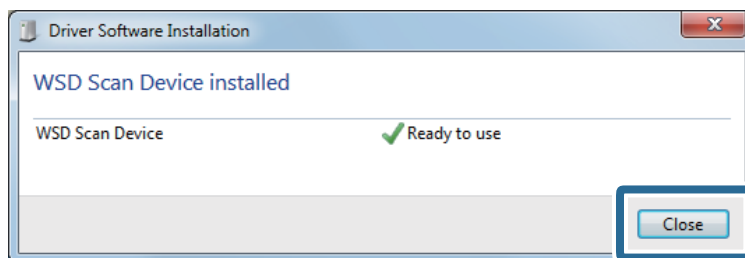 Driver Software Installation
WSD Scan Device installed
WSD Scan Device Ready to use
Close